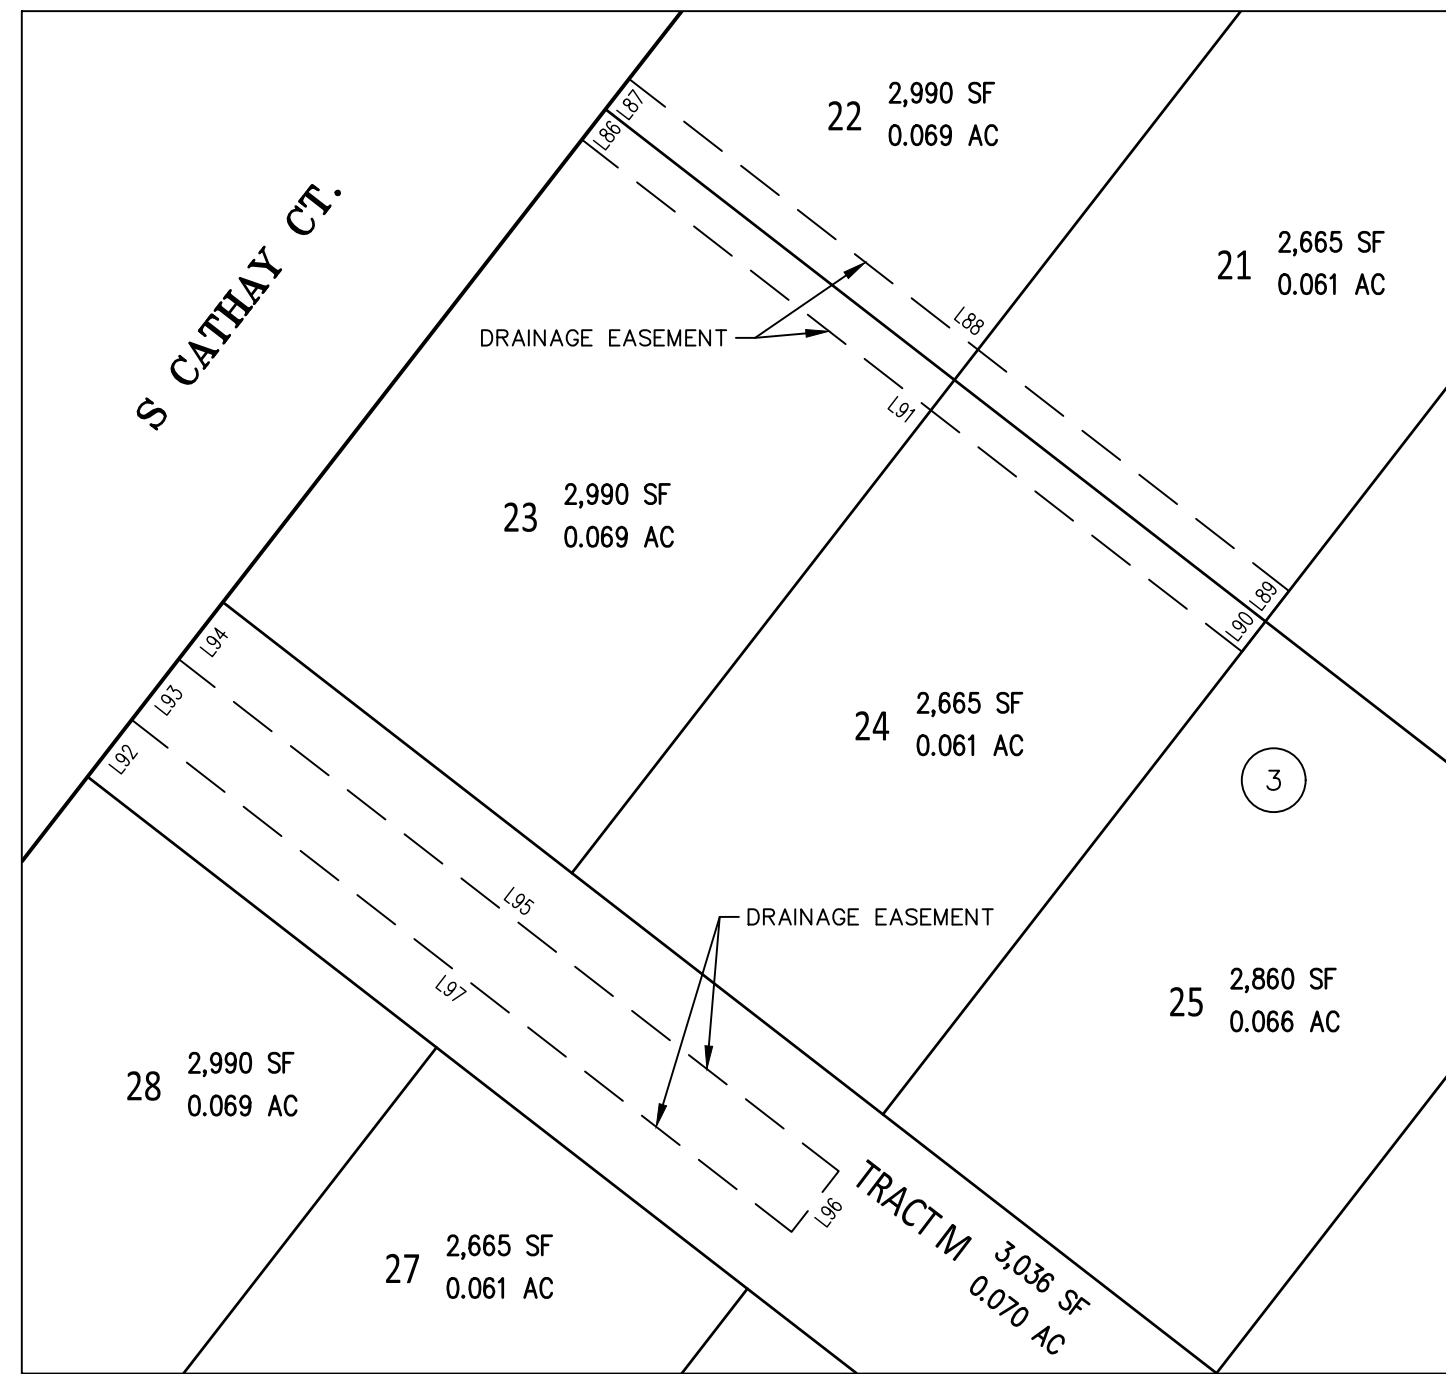 22
2,990 SF
0.069 AC
L87
L86
S CATHAY CT.
21
2,665 SF
0.061 AC
DRAINAGE EASEMENT
L88
L91
23
2,990 SF
0.069 AC
L89
L90
L94
L93
L92
24
2,665 SF
0.061 AC
3
L95
DRAINAGE EASEMENT
L97
25
2,860 SF
0.066 AC
28
2,990 SF
0.069 AC
L96
TRACT M
3,036 SF
0.070 AC
27
2,665 SF
0.061 AC